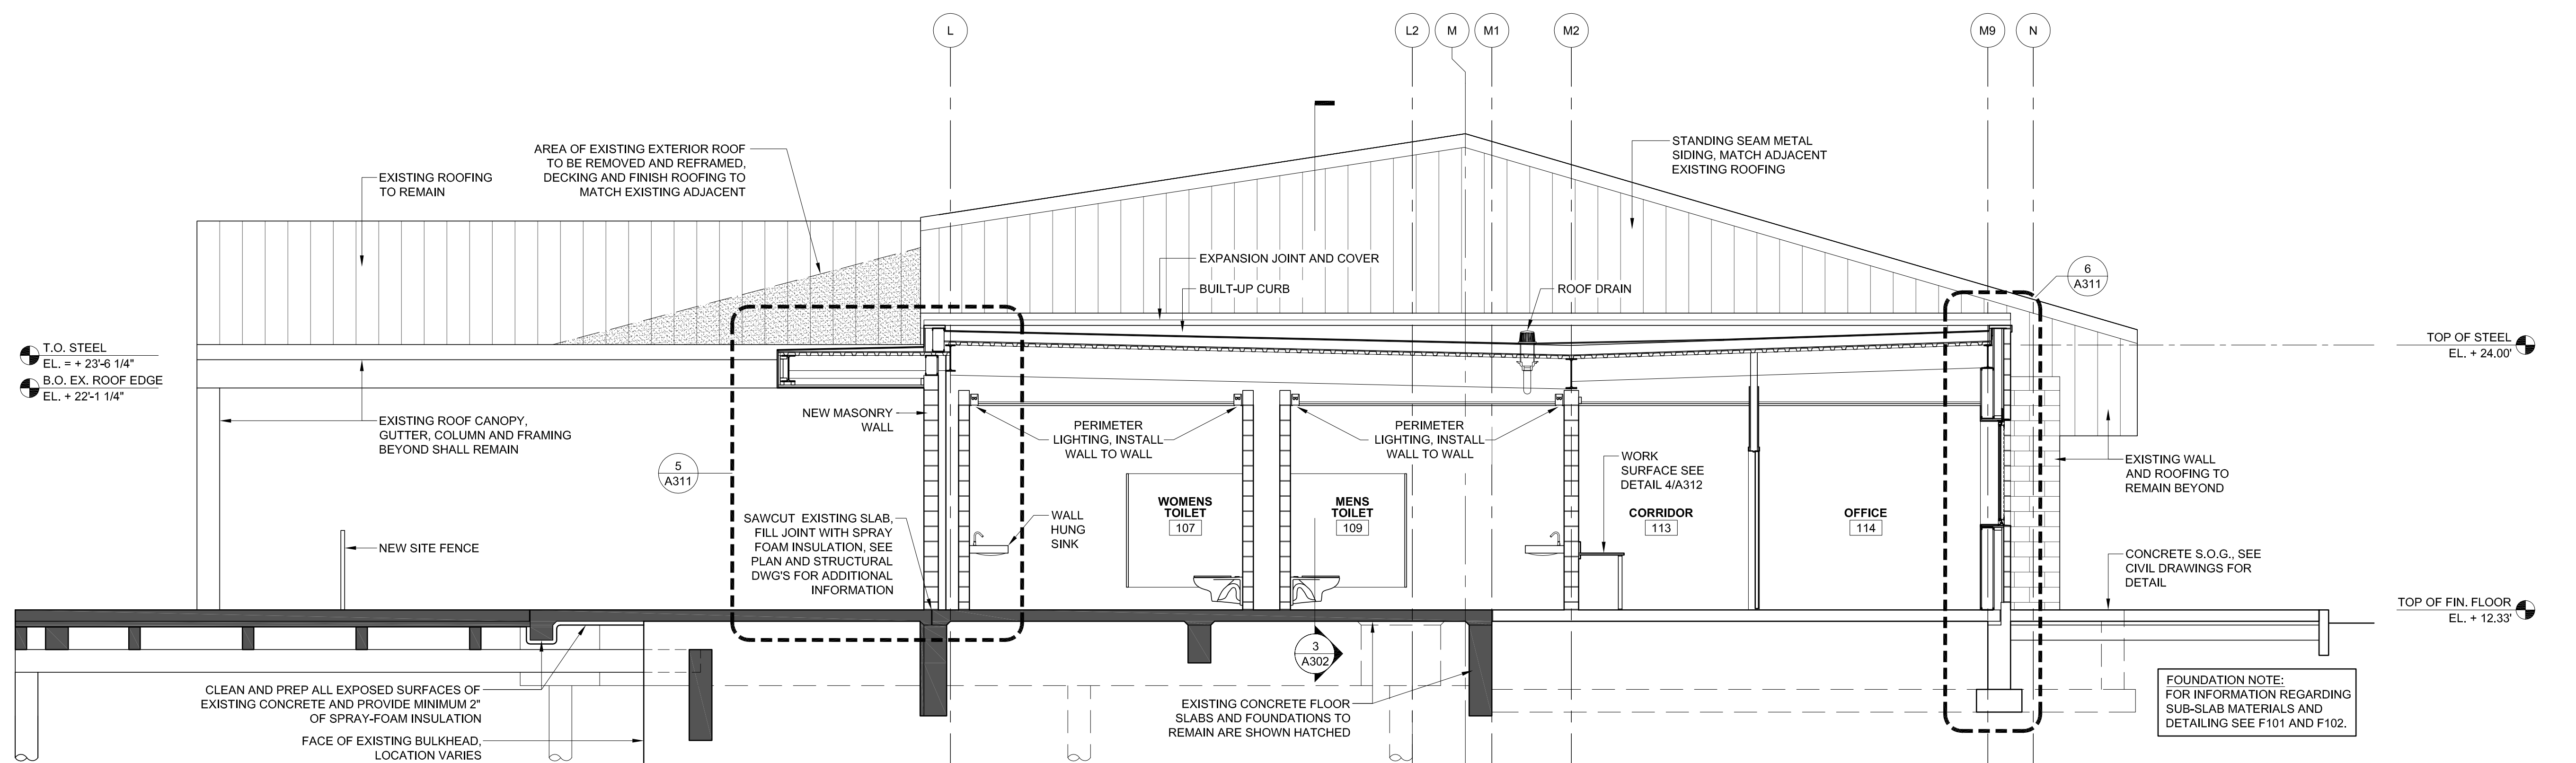 L
L2
M
M1
M2
M9
N
AREA OF EXISTING EXTERIOR ROOF
TO BE REMOVED AND REFRAMED,
DECKING AND FINISH ROOFING TO
MATCH EXISTING ADJACENT
EXISTING ROOFING
TO REMAIN
STANDING SEAM METAL
SIDING, MATCH ADJACENT
EXISTING ROOFING
EXPANSION JOINT AND COVER
BUILT-UP CURB
ROOF DRAIN
6
A311
T.O. STEEL
EL. = + 23'-6 1/4"
B.O. EX. ROOF EDGE
EL. + 22'-1 1/4"
TOP OF STEEL
EL. + 24.00'
EXISTING ROOF CANOPY,
GUTTER, COLUMN AND FRAMING
BEYOND SHALL REMAIN
NEW MASONRY
WALL
PERIMETER
LIGHTING, INSTALL
WALL TO WALL
PERIMETER
LIGHTING, INSTALL
WALL TO WALL
5
A311
WORK
SURFACE SEE
DETAIL 4/A312
EXISTING WALL
AND ROOFING TO
REMAIN BEYOND
WOMENS
TOILET
107
MENS
TOILET
109
CORRIDOR
113
OFFICE
114
WALL
HUNG
SINK
SAWCUT EXISTING SLAB,
FILL JOINT WITH SPRAY
FOAM INSULATION, SEE
PLAN AND STRUCTURAL
DWG'S FOR ADDITIONAL
INFORMATION
NEW SITE FENCE
CONCRETE S.O.G., SEE
CIVIL DRAWINGS FOR
DETAIL
TOP OF FIN. FLOOR
EL. + 12.33'
3
A302
CLEAN AND PREP ALL EXPOSED SURFACES OF
EXISTING CONCRETE AND PROVIDE MINIMUM 2"
OF SPRAY-FOAM INSULATION
FACE OF EXISTING BULKHEAD,
LOCATION VARIES
EXISTING CONCRETE FLOOR
SLABS AND FOUNDATIONS TO
REMAIN ARE SHOWN HATCHED
FOUNDATION NOTE:
FOR INFORMATION REGARDING
SUB-SLAB MATERIALS AND
DETAILING SEE F101 AND F102.